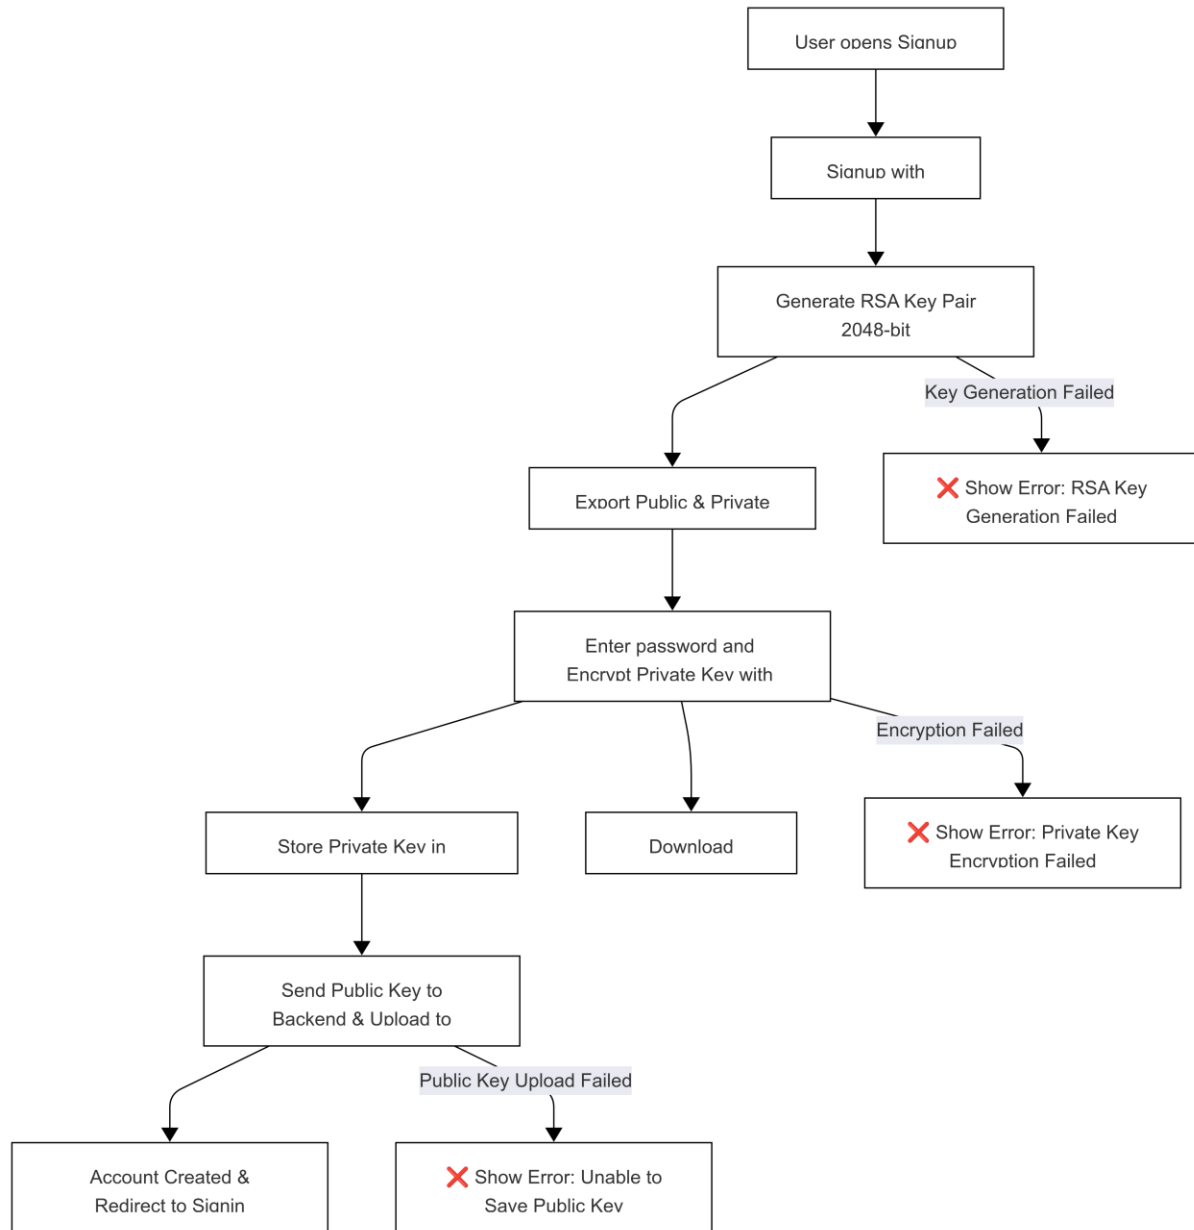 User opens Signup
Signup with
Generate RSA Key Pair
2048-bit
Key Generation Failed
❌ Show Error: RSA Key
Generation Failed
Export Public & Private
Enter password and
Encrypt Private Key with
Encryption Failed
Store Private Key in
Download
❌ Show Error: Private Key
Encryption Failed
Send Public Key to
Backend & Upload to
Public Key Upload Failed
Account Created &
Redirect to Signin
❌ Show Error: Unable to
Save Public Key